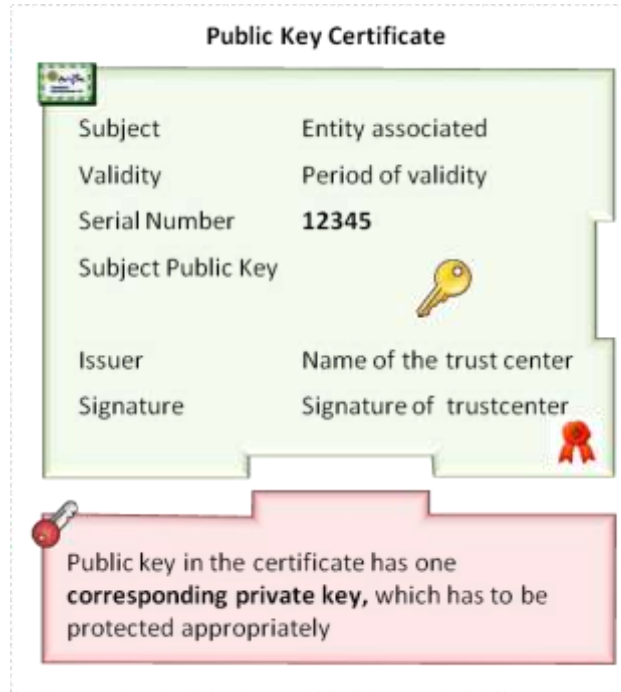 Public Key Certificate
Subject Entity associated
Validity Period of validity
Serial Number 12345
Subject Public Key
Issuer Name of the trust center
Signature Signature of trustcenter
Public key in the certificate has one
corresponding private key, which has to be
protected appropriately